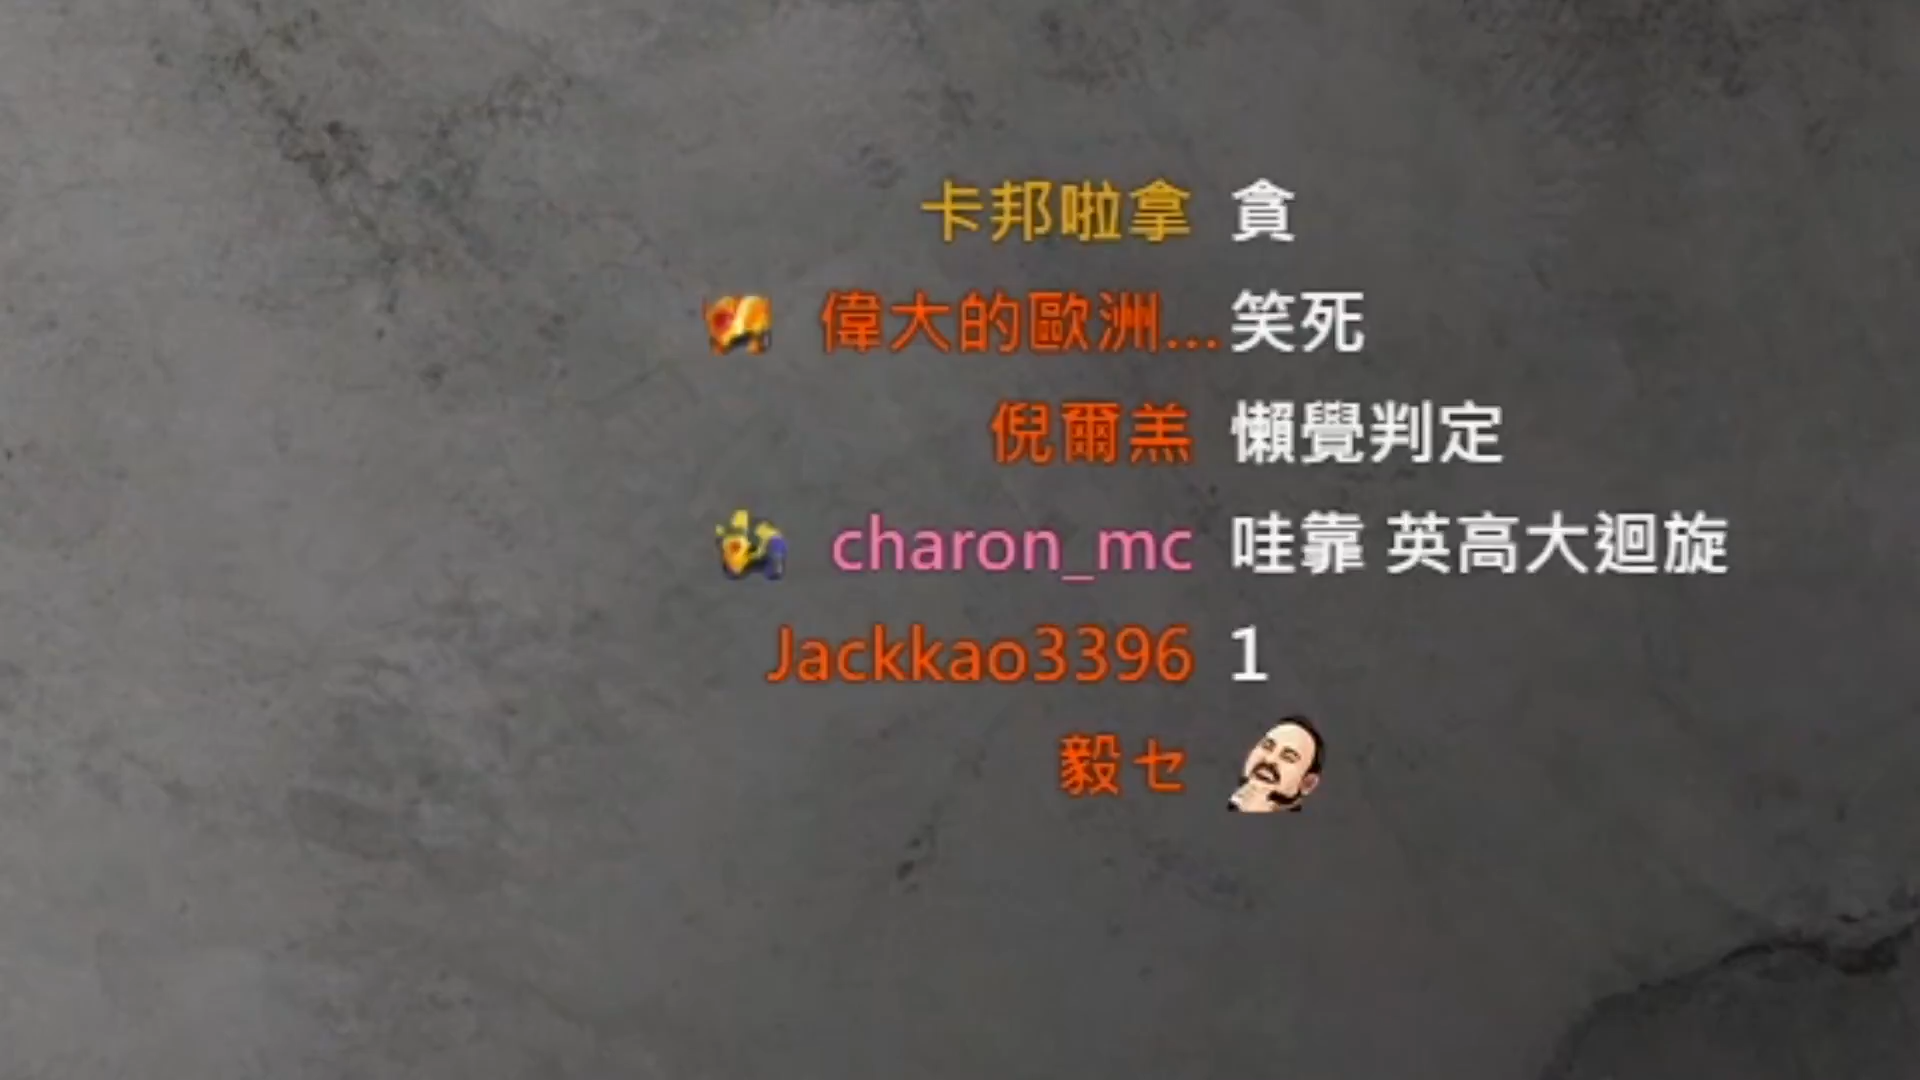 卡邦啦拿 貪
偉大的歐洲... 笑死
倪爾羔 懶覺判定
charon_mc 哇靠 英高大迴旋
Jackkao3396 1
毅セ